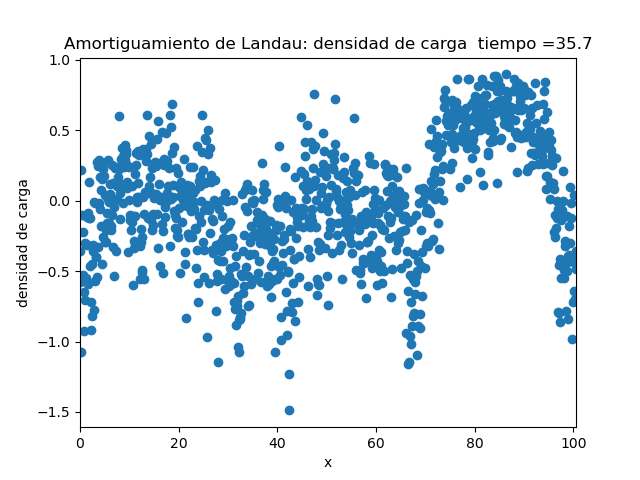 Amortiguamiento de Landau: densidad de carga  tiempo =35.7
1.0
0.5
0.0
−0.5
−1.0
−1.5
densidad de carga
0 20 40 60 80 100
x